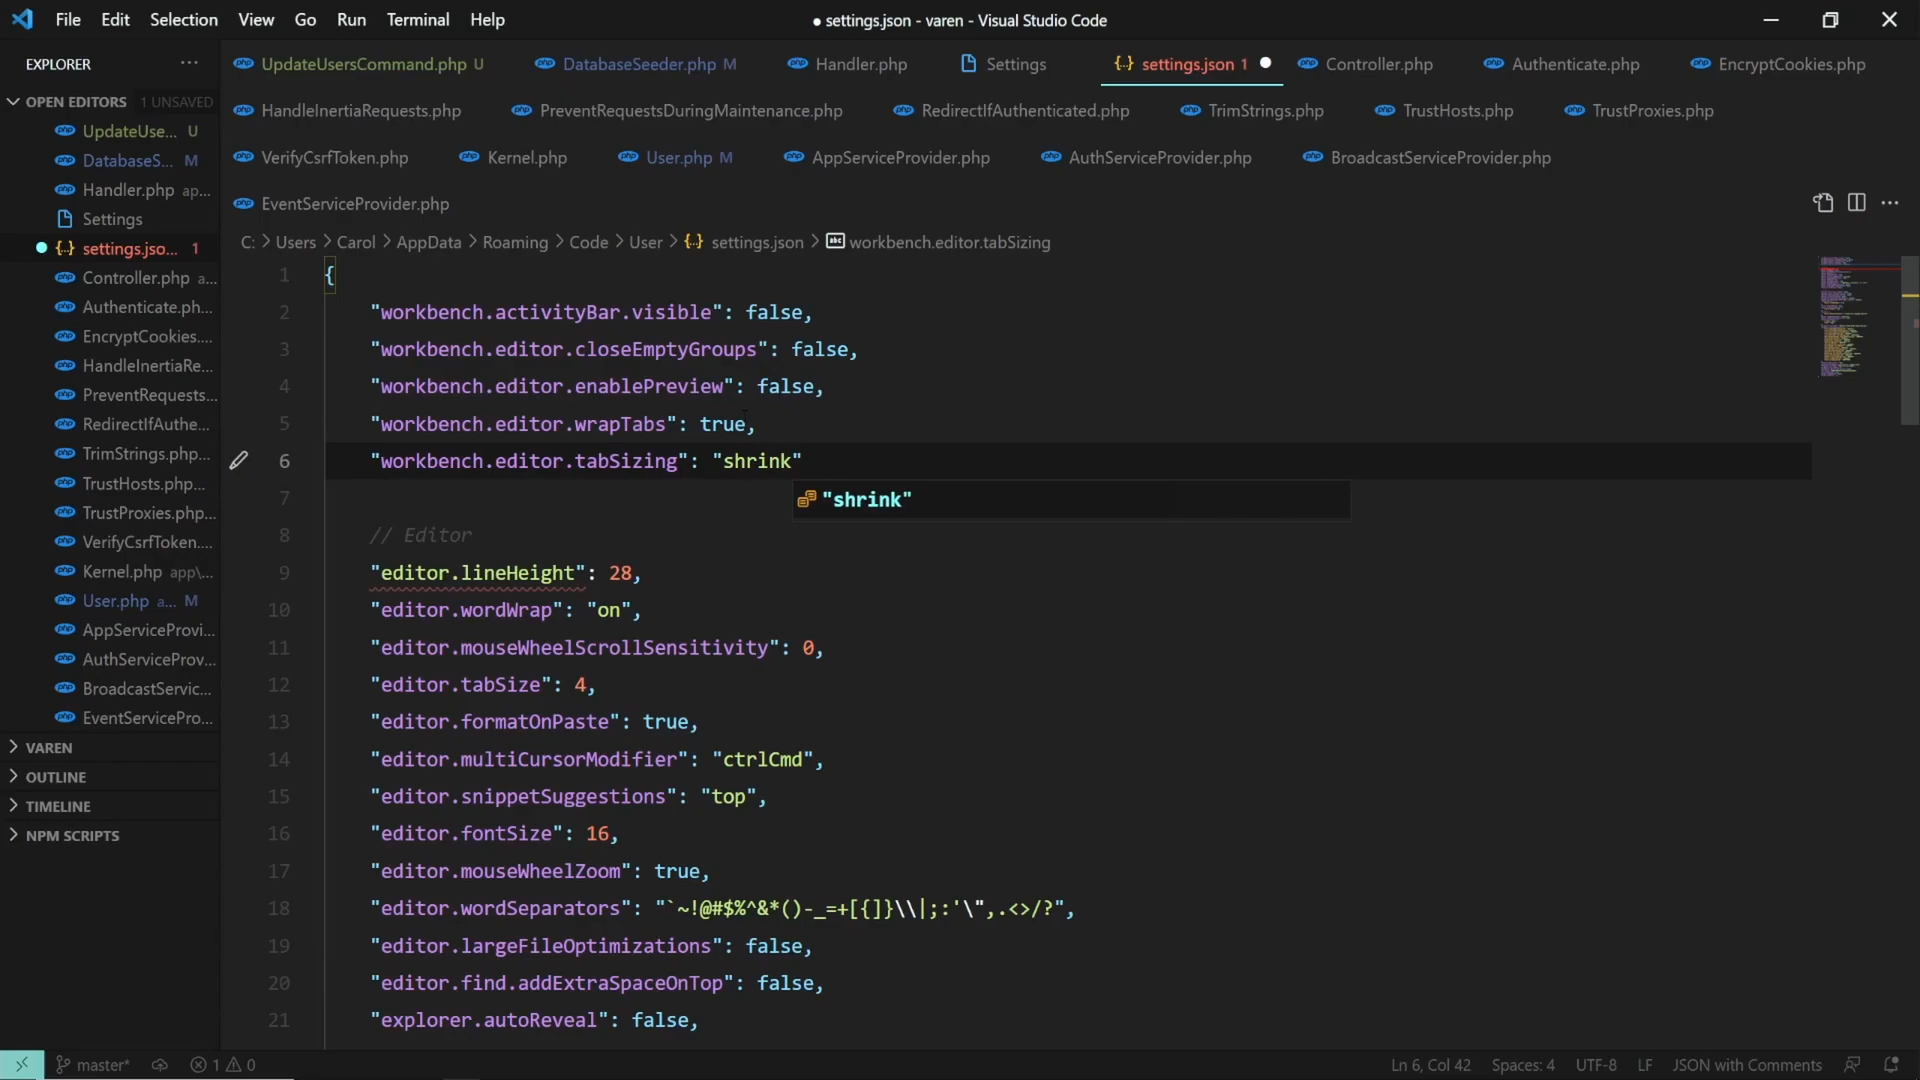 File Edit Selection View Go Run Terminal Help
● settings.json - varen - Visual Studio Code
EXPLORER
OPEN EDITORS 1 UNSAVED
UpdateUse... U
DatabaseS... M
Handler.php ap...
Settings
settings.jso... 1
Controller.php a...
Authenticate.ph...
EncryptCookies....
HandleInertiaRe...
PreventRequests...
RedirectIfAuthe...
TrimStrings.php...
TrustHosts.php...
TrustProxies.php...
VerifyCsrfToken....
Kernel.php app\...
User.php a... M
AppServiceProvi...
AuthServiceProv...
BroadcastServic...
EventServicePro...
VAREN
OUTLINE
TIMELINE
NPM SCRIPTS
UpdateUsersCommand.php U DatabaseSeeder.php M Handler.php Settings {..} settings.json 1 Controller.php Authenticate.php EncryptCookies.php
HandleInertiaRequests.php PreventRequestsDuringMaintenance.php RedirectIfAuthenticated.php TrimStrings.php TrustHosts.php TrustProxies.php
VerifyCsrfToken.php Kernel.php User.php M AppServiceProvider.php AuthServiceProvider.php BroadcastServiceProvider.php
EventServiceProvider.php
C: > Users > Carol > AppData > Roaming > Code > User > {..} settings.json > abc workbench.editor.tabSizing
1 {
2 "workbench.activityBar.visible": false,
3 "workbench.editor.closeEmptyGroups": false,
4 "workbench.editor.enablePreview": false,
5 "workbench.editor.wrapTabs": true,
6 "workbench.editor.tabSizing": "shrink"
7
"shrink"
8 // Editor
9 "editor.lineHeight": 28,
10 "editor.wordWrap": "on",
11 "editor.mouseWheelScrollSensitivity": 0,
12 "editor.tabSize": 4,
13 "editor.formatOnPaste": true,
14 "editor.multiCursorModifier": "ctrlCmd",
15 "editor.snippetSuggestions": "top",
16 "editor.fontSize": 16,
17 "editor.mouseWheelZoom": true,
18 "editor.wordSeparators": "`~!@#$%^&*()-_=+[{]}\\|;:'\",.<>/?",
19 "editor.largeFileOptimizations": false,
20 "editor.find.addExtraSpaceOnTop": false,
21 "explorer.autoReveal": false,
master* 1 0 Ln 6, Col 42 Spaces: 4 UTF-8 LF JSON with Comments